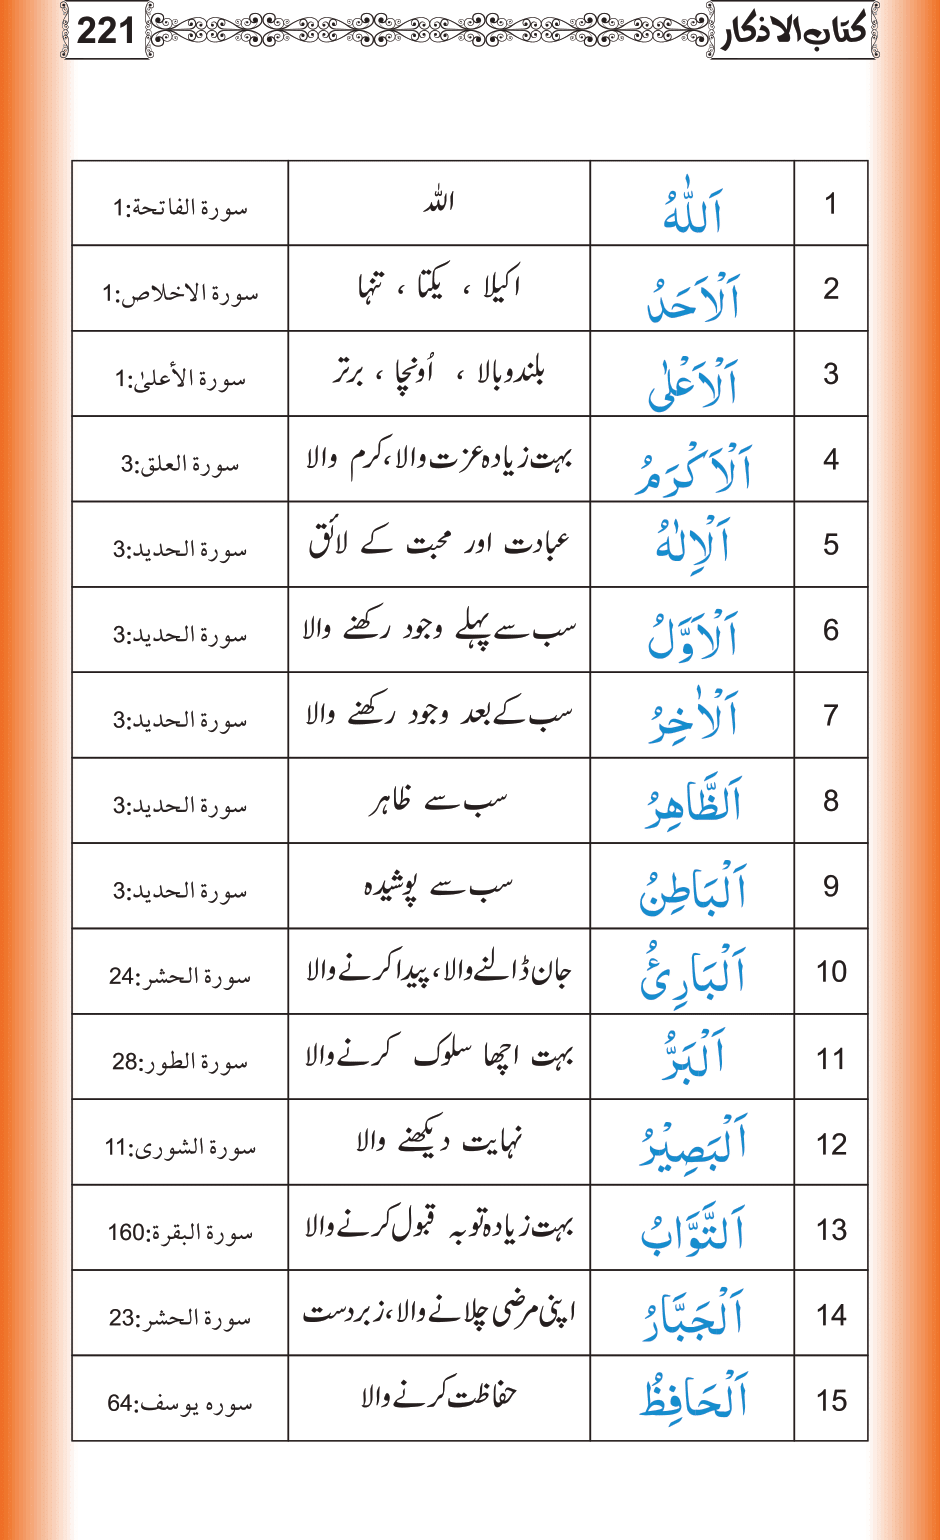 کتاب الاذکار 221
1 اَللّٰهُ اللہ سورة الفاتحة:1
2 اَلْاَحَدُ اکیلا ، یکتا ، تنہا سورة الاخلاص:1
3 اَلْاَعْلٰى بلندوبالا ، اُونچا ، برتر سورة الأعلىٰ:1
4 اَلْاَكْرَمُ بہت زیادہ عزت والا،کرم والا سورة العلق:3
5 اَلْاِلٰهُ عبادت اور محبت کے لائق سورة الحديد:3
6 اَلْاَوَّلُ سب سے پہلے وجود رکھنے والا سورة الحديد:3
7 اَلْاٰخِرُ سب کے بعد وجود رکھنے والا سورة الحديد:3
8 اَلظَّاهِرُ سب سے ظاہر سورة الحديد:3
9 اَلْبَاطِنُ سب سے پوشیدہ سورة الحديد:3
10 اَلْبَارِئُ جان ڈالنے والا، پیدا کرنے والا سورة الحشر:24
11 اَلْبَرُّ بہت اچھا سلوک کرنے والا سورة الطور:28
12 اَلْبَصِيْرُ نہایت دیکھنے والا سورة الشورى:11
13 اَلتَّوَّابُ بہت زیادہ توبہ قبول کرنے والا سورة البقرة:160
14 اَلْجَبَّارُ اپنی مرضی چلانے والا،زبردست سورة الحشر:23
15 اَلْحَافِظُ حفاظت کرنے والا سوره يوسف:64